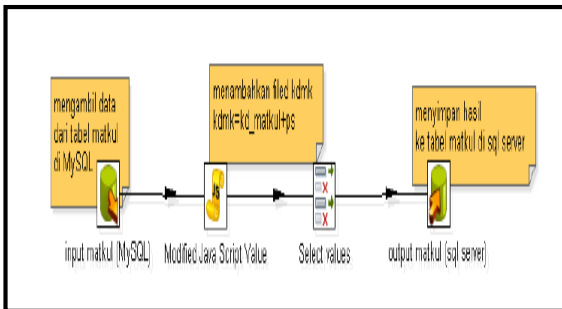 mengambil data
dari tabel matkul
di MySQL
menambahkan filed kdmk
kdmk=kd_matkul+ps
menyimpan hasil
ke tabel matkul di sql server
JS
input matkul (MySQL)
Modified Java Script Value
Select values
output matkul (sql server)